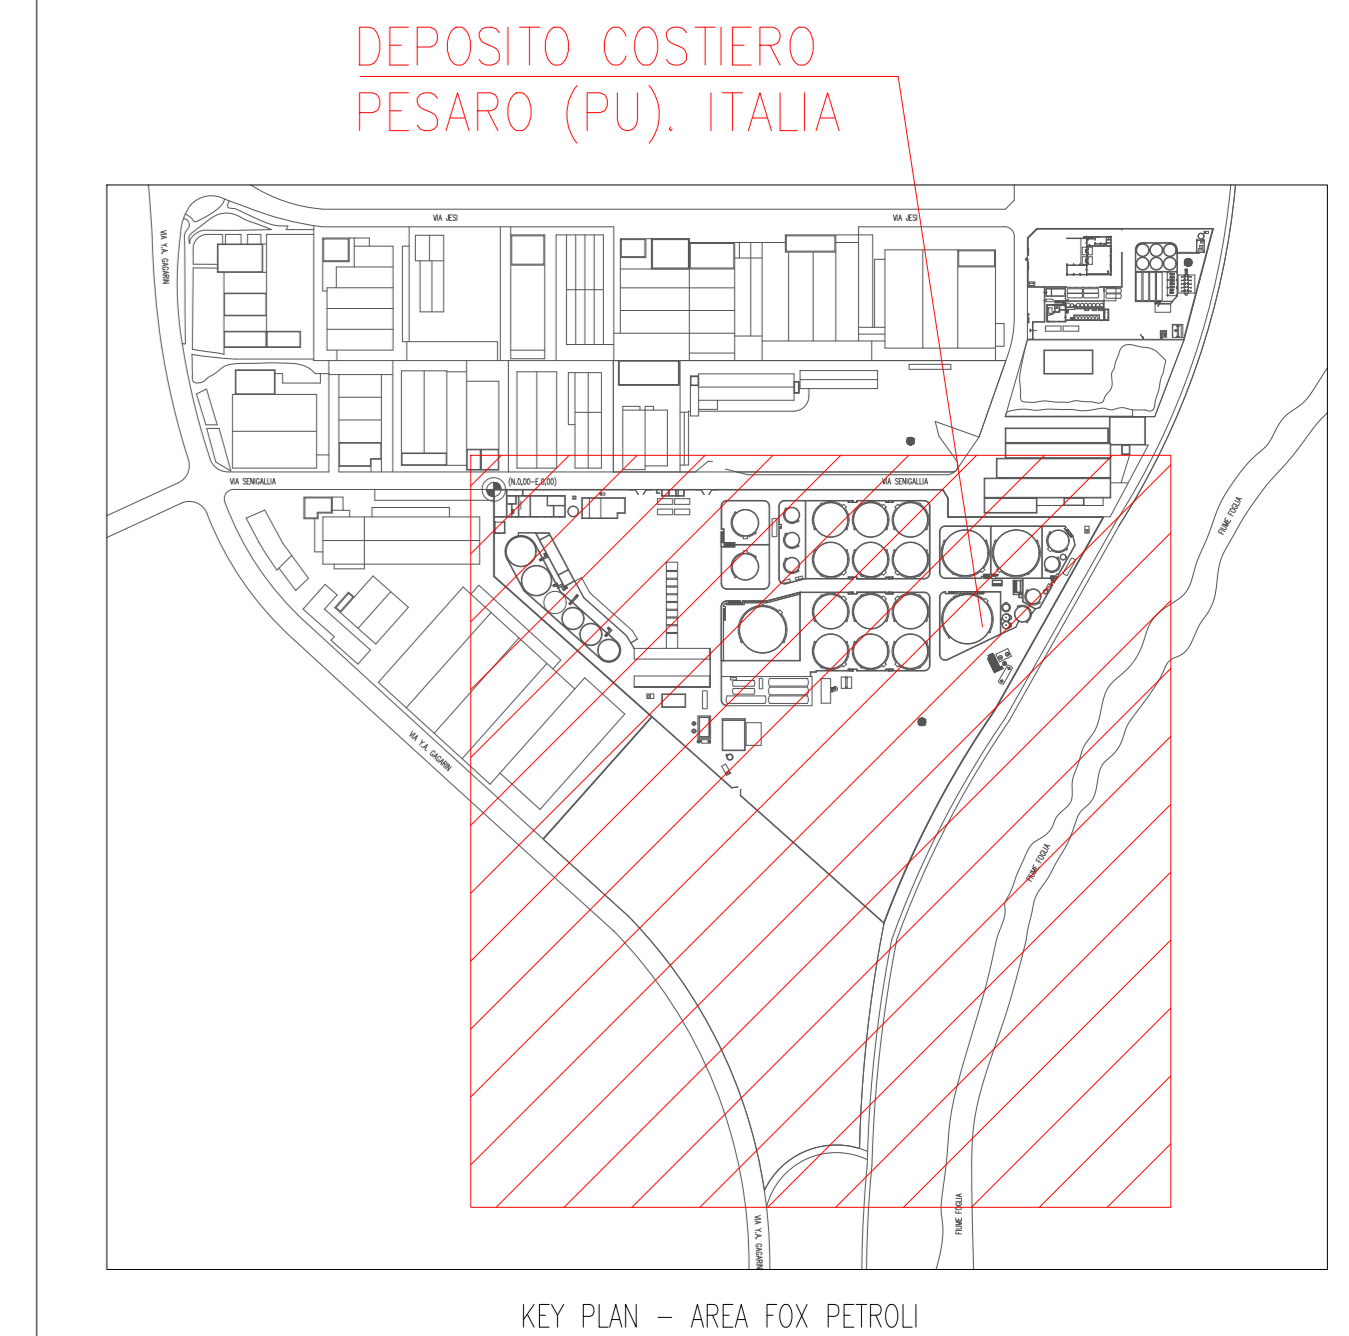 DEPOSITO COSTIERO
PESARO (PU). ITALIA
VIA JESI
VIA JESI
VIA Y.A. GAGARIN
VIA SENIGALLIA
(N.0,00-E.0,00)
VIA SENIGALLIA
FIUME FOGLIA
VIA Y.A. GAGARIN
FIUME FOGLIA
FIUME FOGLIA
VIA Y.A. GAGARIN
KEY PLAN - AREA FOX PETROLI